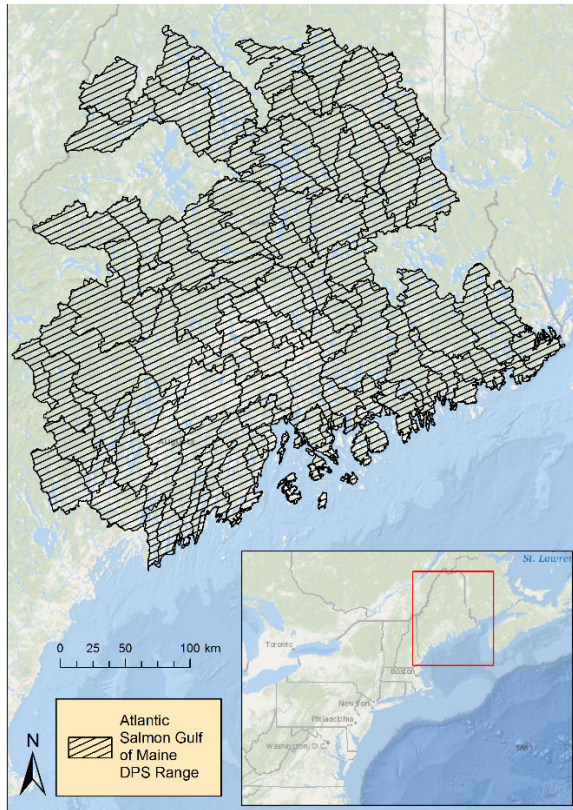 Augusta
0 25 50 100 km
Atlantic
Salmon Gulf
of Maine
DPS Range
N
St. Lawren
Toronto
Boston
New York
Philadelphia
Washington, D.C.